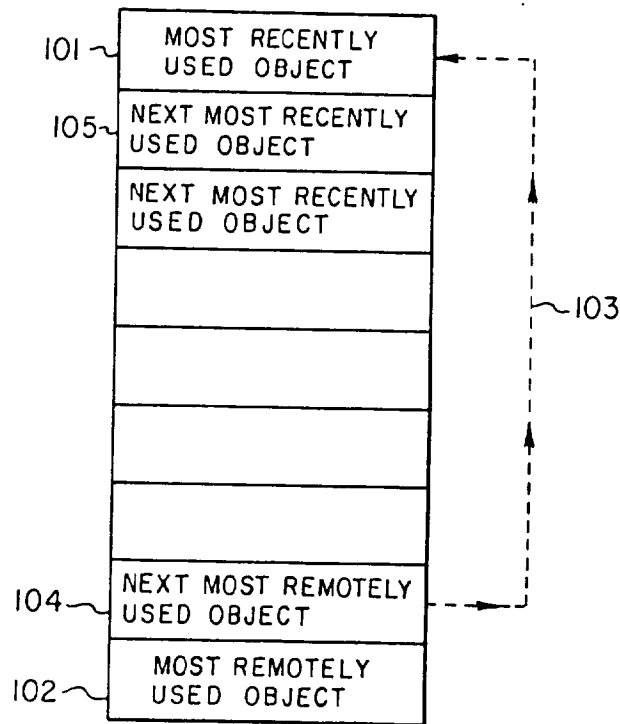 101
MOST RECENTLY
USED OBJECT
105
NEXT MOST RECENTLY
USED OBJECT
NEXT MOST RECENTLY
USED OBJECT
103
104
NEXT MOST REMOTELY
USED OBJECT
102
MOST REMOTELY
USED OBJECT